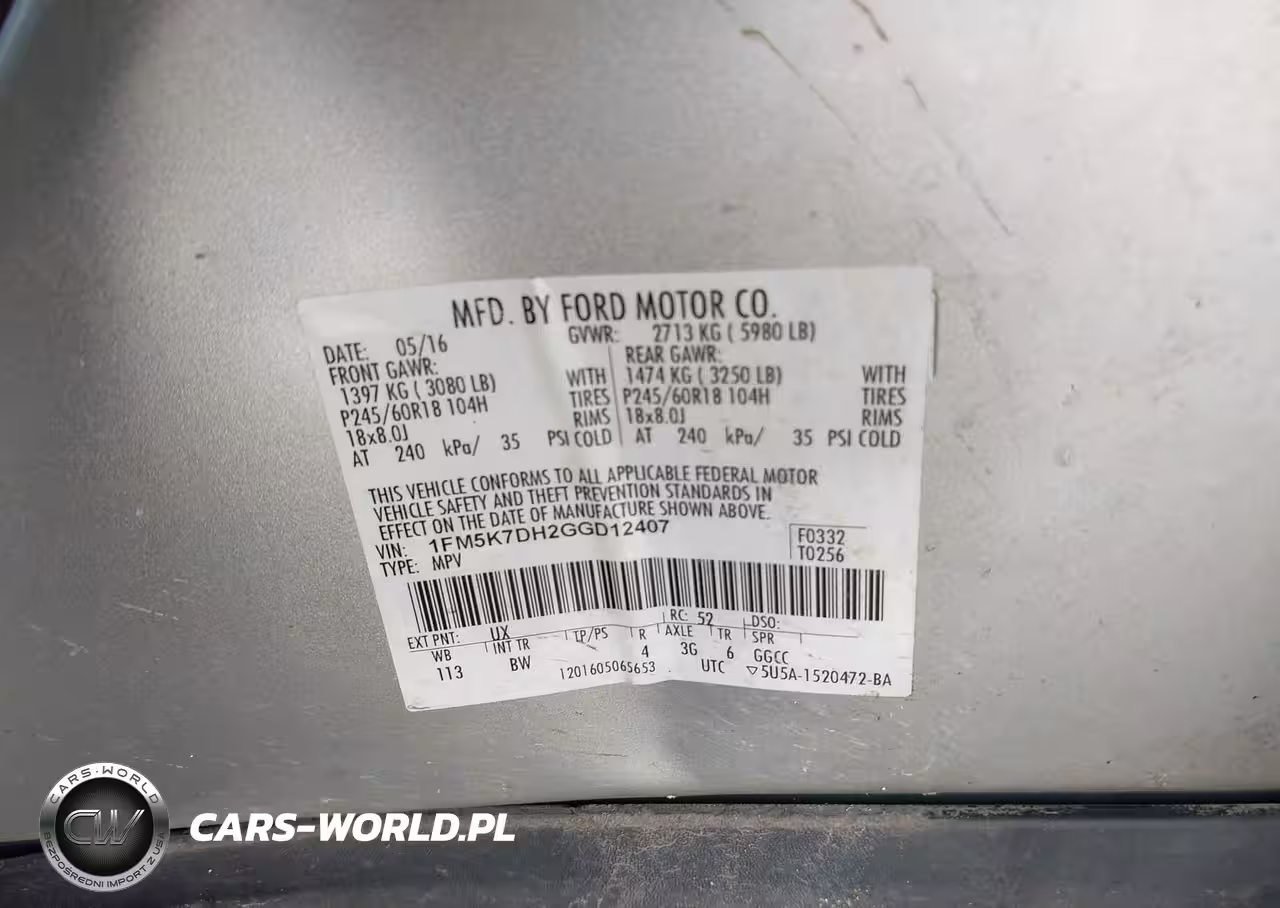 MFD. BY FORD MOTOR CO.
DATE: 05/16 GVWR: 2713 KG ( 5980 LB)
FRONT GAWR: REAR GAWR:
1397 KG ( 3080 LB) WITH 1474 KG ( 3250 LB) WITH
P245/60R18 104H TIRES P245/60R18 104H TIRES
18x8.0J RIMS 18x8.0J RIMS
AT 240 kPa/ 35 PSI COLD AT 240 kPa/ 35 PSI COLD
THIS VEHICLE CONFORMS TO ALL APPLICABLE FEDERAL MOTOR
VEHICLE SAFETY AND THEFT PREVENTION STANDARDS IN
EFFECT ON THE DATE OF MANUFACTURE SHOWN ABOVE.
VIN: 1FM5K7DH2GGD12407 F0332
TYPE: MPV T0256
EXT PNT: UX RC: 52 DSO:
WB INT TR TP/PS R AXLE TR SPR
113 BW 4 3G 6 GGCC
1201605065653 UTC ▽5U5A-1520472-BA
CARS-WORLD
CW
BEZPOŚREDNI IMPORT Z USA
CARS-WORLD.PL